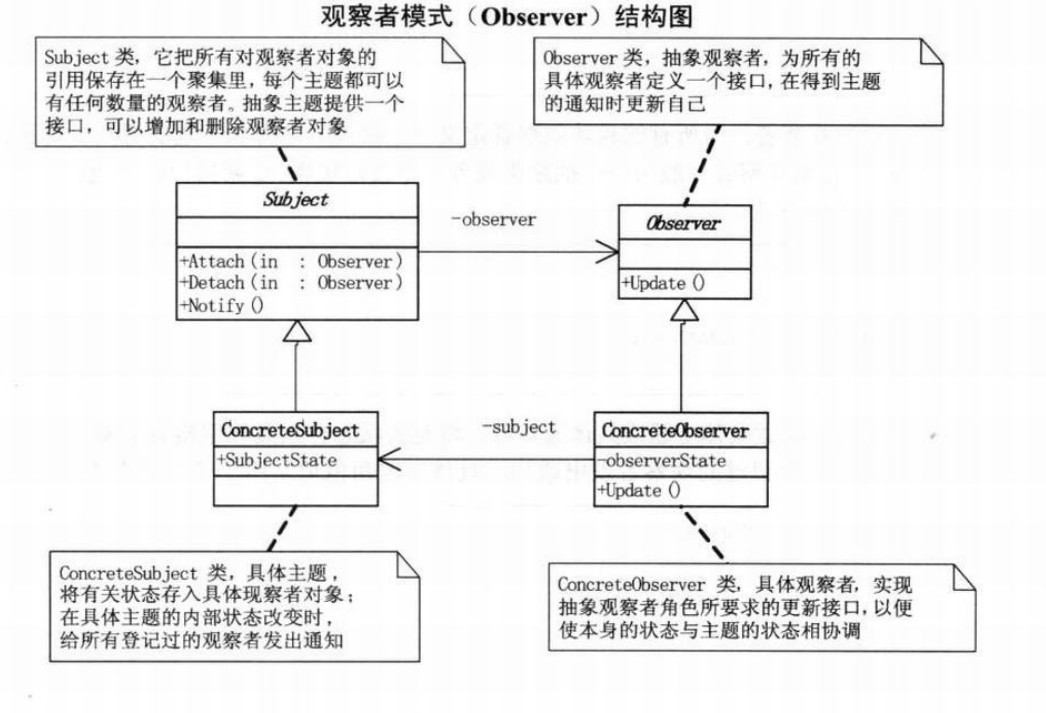 观察者模式（Observer）结构图
Subject 类，它把所有对观察者对象的
引用保存在一个聚集里，每个主题都可以
有任何数量的观察者。抽象主题提供一个
接口，可以增加和删除观察者对象
Observer 类，抽象观察者，为所有的
具体观察者定义一个接口，在得到主题
的通知时更新自己
Subject
+Attach(in : Observer)
+Detach(in : Observer)
+Notify()
-observer
Observer
+Update()
ConcreteSubject
+SubjectState
-subject
ConcreteObserver
-observerState
+Update()
ConcreteSubject 类，具体主题，
将有关状态存入具体现察者对象；
在具体主题的内部状态改变时，
给所有登记过的观察者发出通知
ConcreteObserver 类，具体观察者，实现
抽象观察者角色所要求的更新接口，以便
使本身的状态与主题的状态相协调